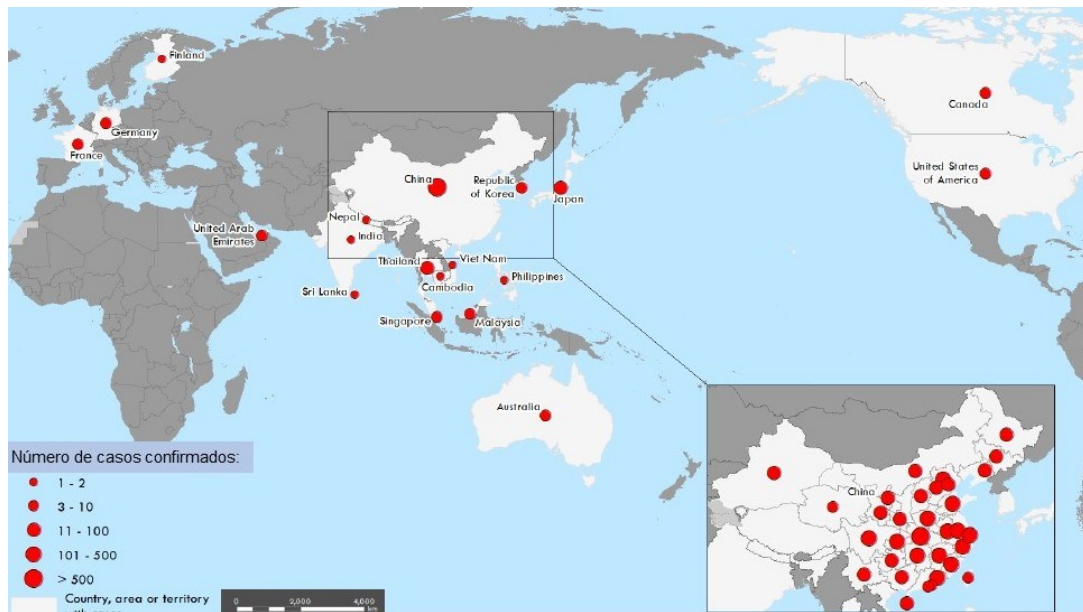 Finland
Germany
France
Canada
United States
of America
China
Republic
of Korea
Japan
Nepal
India
United Arab
Emirates
Thailand
Viet Nam
Cambodia
Philippines
Sri Lanka
Singapore
Malaysia
Australia
China
Número de casos confirmados:
1 - 2
3 - 10
11 - 100
101 - 500
> 500
Country, area or territory
0 2,000 4,000
km